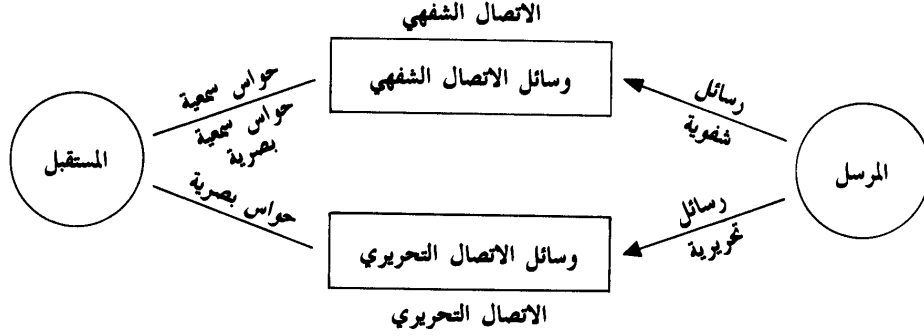 الاتصال الشفهي
وسائل الاتصال الشفهي
المرسل
رسائل
شفوية
رسائل
تحريرية
حواس سمعية
حواس سمعية
بصرية
حواس بصرية
المستقبل
وسائل الاتصال التحريري
الاتصال التحريري